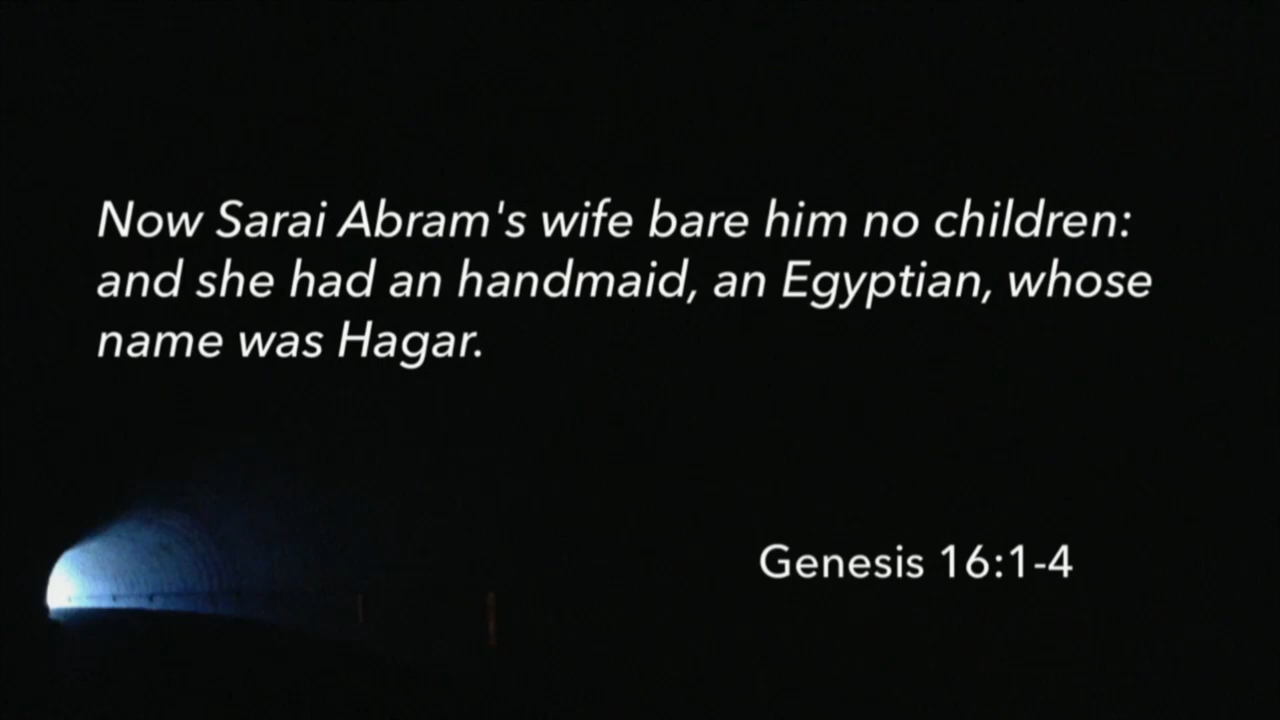 Now Sarai Abram's wife bare him no children:
and she had an handmaid, an Egyptian, whose
name was Hagar.
Genesis 16:1-4